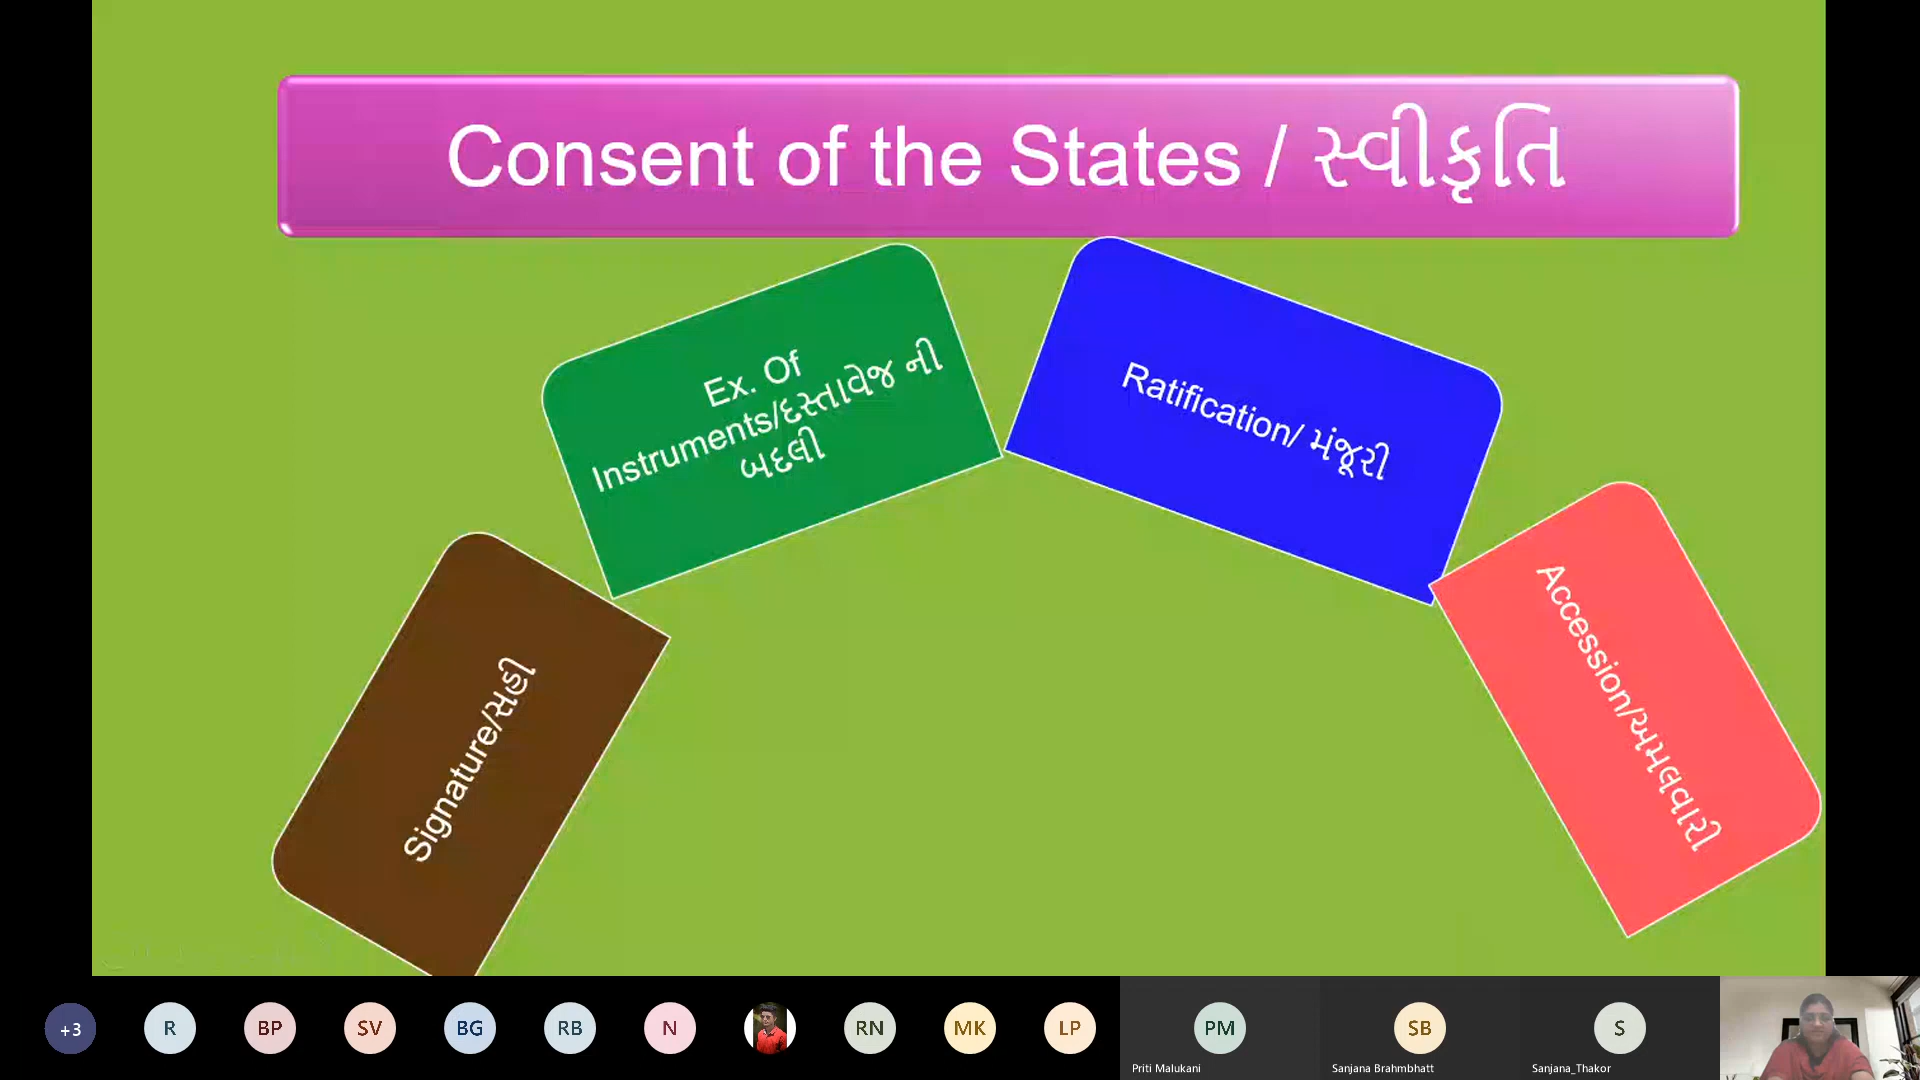 Consent of the States / સ્વીકૃતિ
Ex. Of
Instruments/દસ્તાવેજ ની
બદલી
Ratification/ મંજૂરી
Signature/સહી
Accession/અમલવારી
+3
R
BP
SV
BG
RB
N
RN
MK
LP
PM
SB
S
Priti Malukani
Sanjana Brahmbhatt
Sanjana_Thakor